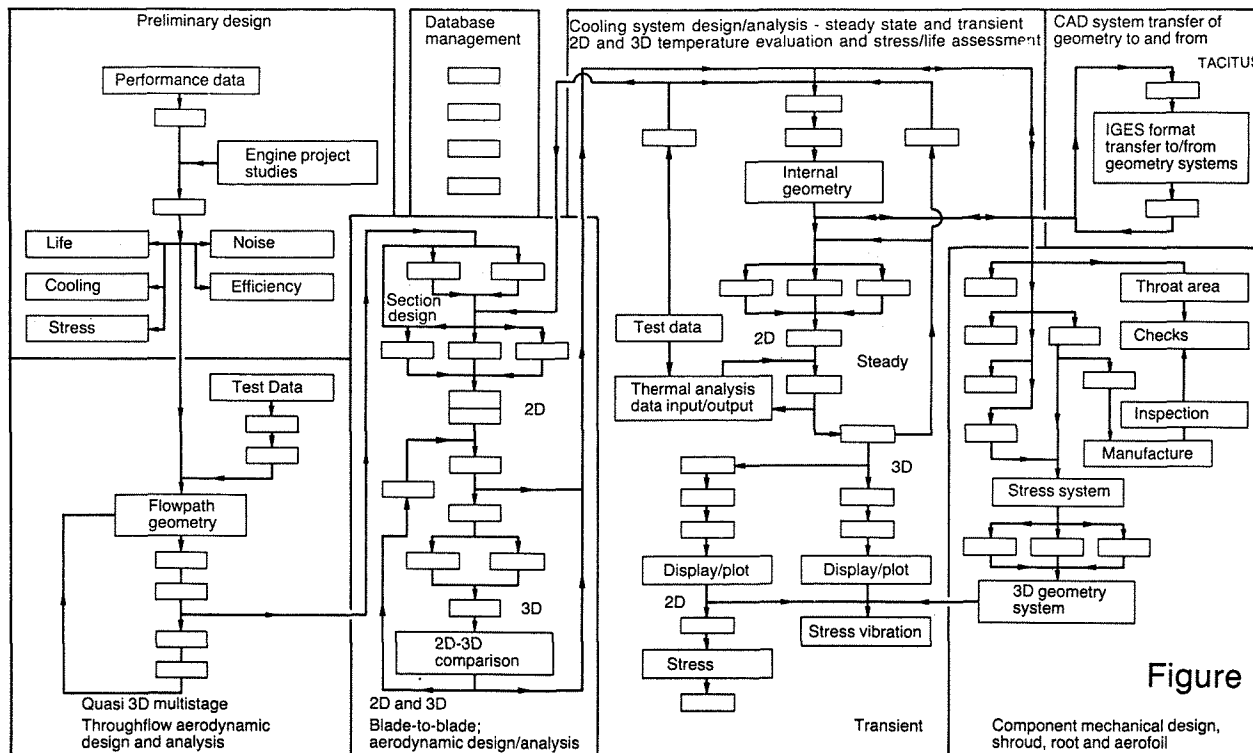 Preliminary design
Performance data
Engine project
studies
Life
Noise
Cooling
Efficiency
Stress
Database
management
Cooling system design/analysis - steady state and transient
2D and 3D temperature evaluation and stress/life assessment
CAD system transfer of
geometry to and from
TACITUS
IGES format
transfer to/from
geometry systems
Internal
geometry
Section
design
Test data
2D
Steady
Thermal analysis
data input/output
Throat area
Checks
Inspection
Manufacture
Test Data
2D
3D
Flowpath
geometry
Stress system
Display/plot
Display/plot
2D
3D geometry
system
3D
Stress vibration
2D-3D
comparison
Stress
Figure
Quasi 3D multistage
Throughflow aerodynamic
design and analysis
2D and 3D
Blade-to-blade;
aerodynamic design/analysis
Transient
Component mechanical design,
shroud, root and aerofoil